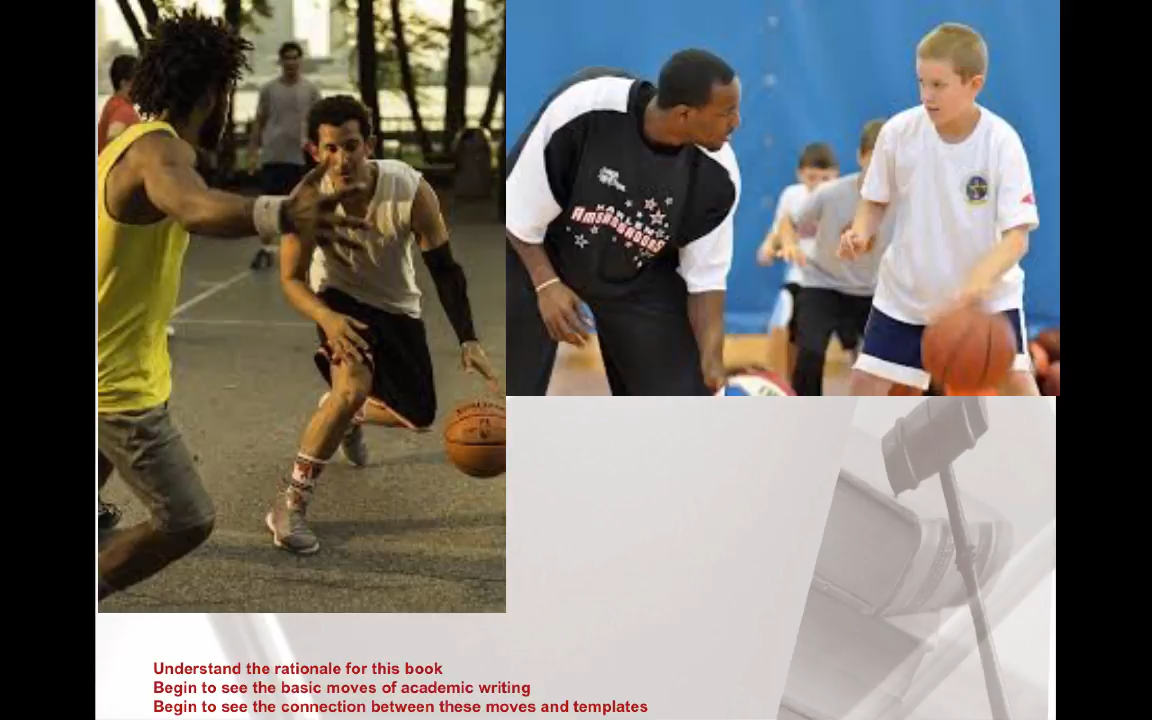 HARLEM
Understand the rationale for this book
Begin to see the basic moves of academic writing
Begin to see the connection between these moves and templates